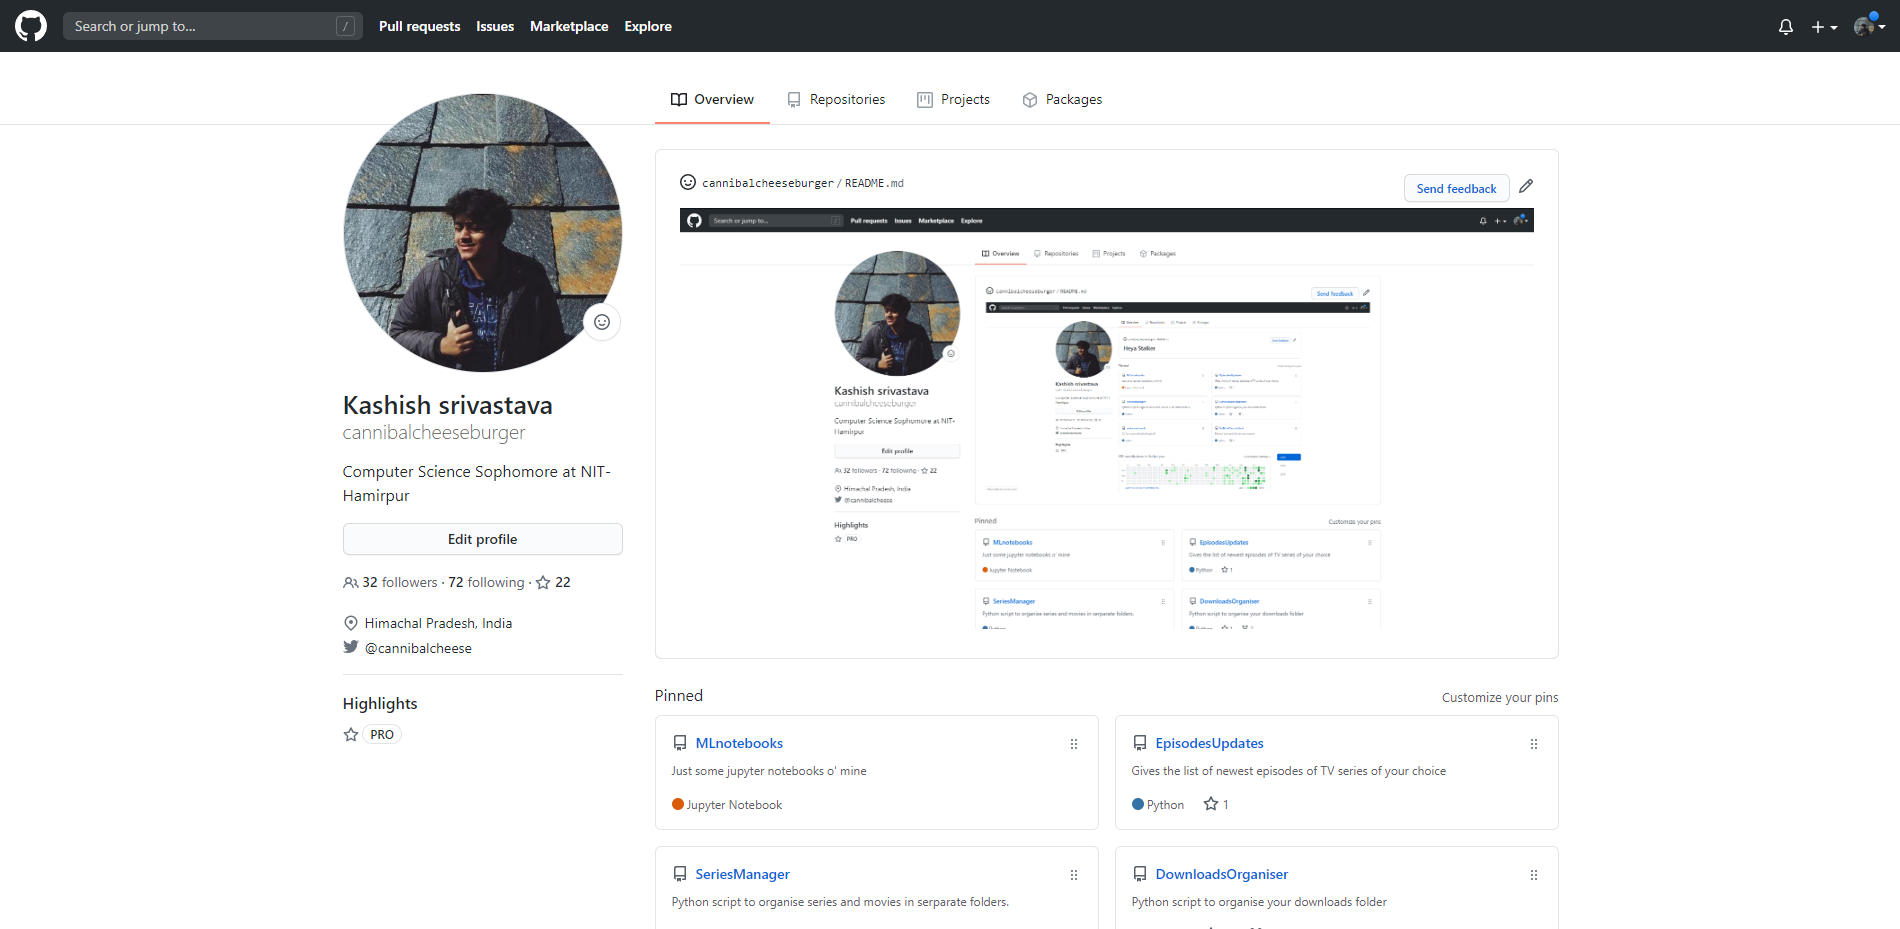 Search or jump to...
/
Pull requests
Issues
Marketplace
Explore
Overview
Repositories
Projects
Packages
Kashish srivastava
cannibalcheeseburger
Computer Science Sophomore at NIT-
Hamirpur
Edit profile
32 followers · 72 following · 22
Himachal Pradesh, India
@cannibalcheese
Highlights
PRO
cannibalcheeseburger / README.md
Send feedback
Search or jump to...
/
Pull requests
Issues
Marketplace
Explore
Overview
Repositories
Projects
Packages
Kashish srivastava
cannibalcheeseburger
Computer Science Sophomore at NIT-
Hamirpur
Edit profile
32 followers · 72 following · 22
Himachal Pradesh, India
@cannibalcheese
Highlights
PRO
cannibalcheeseburger / README.md
Send feedback
Kashish srivastava
Heya Stalker
Pinned
Customize your pins
MLnotebooks
Just some jupyter notebooks o' mine
Jupyter Notebook
EpisodesUpdates
Gives the list of newest episodes of TV series of your choice
Python 1
SeriesManager
Python script to organise series and movies in serparate folders.
Python
DownloadsOrganiser
Python script to organise your downloads folder
Python
Pinned
Customize your pins
MLnotebooks
Just some jupyter notebooks o' mine
Jupyter Notebook
EpisodesUpdates
Gives the list of newest episodes of TV series of your choice
Python 1
SeriesManager
Python script to organise series and movies in serparate folders.
DownloadsOrganiser
Python script to organise your downloads folder